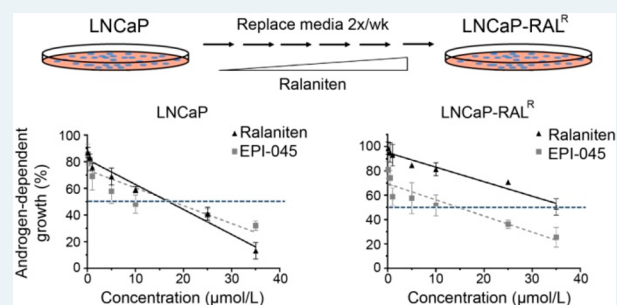 LNCaP
Replace media 2x/wk
LNCaP-RALᴿ
Ralaniten
LNCaP
LNCaP-RALᴿ
Androgen-dependent
growth (%)
100
80
60
40
20
0
Ralaniten
EPI-045
0 10 20 30 40
Concentration (µmol/L)
100
80
60
40
20
0
Ralaniten
EPI-045
0 10 20 30 40
Concentration (µmol/L)